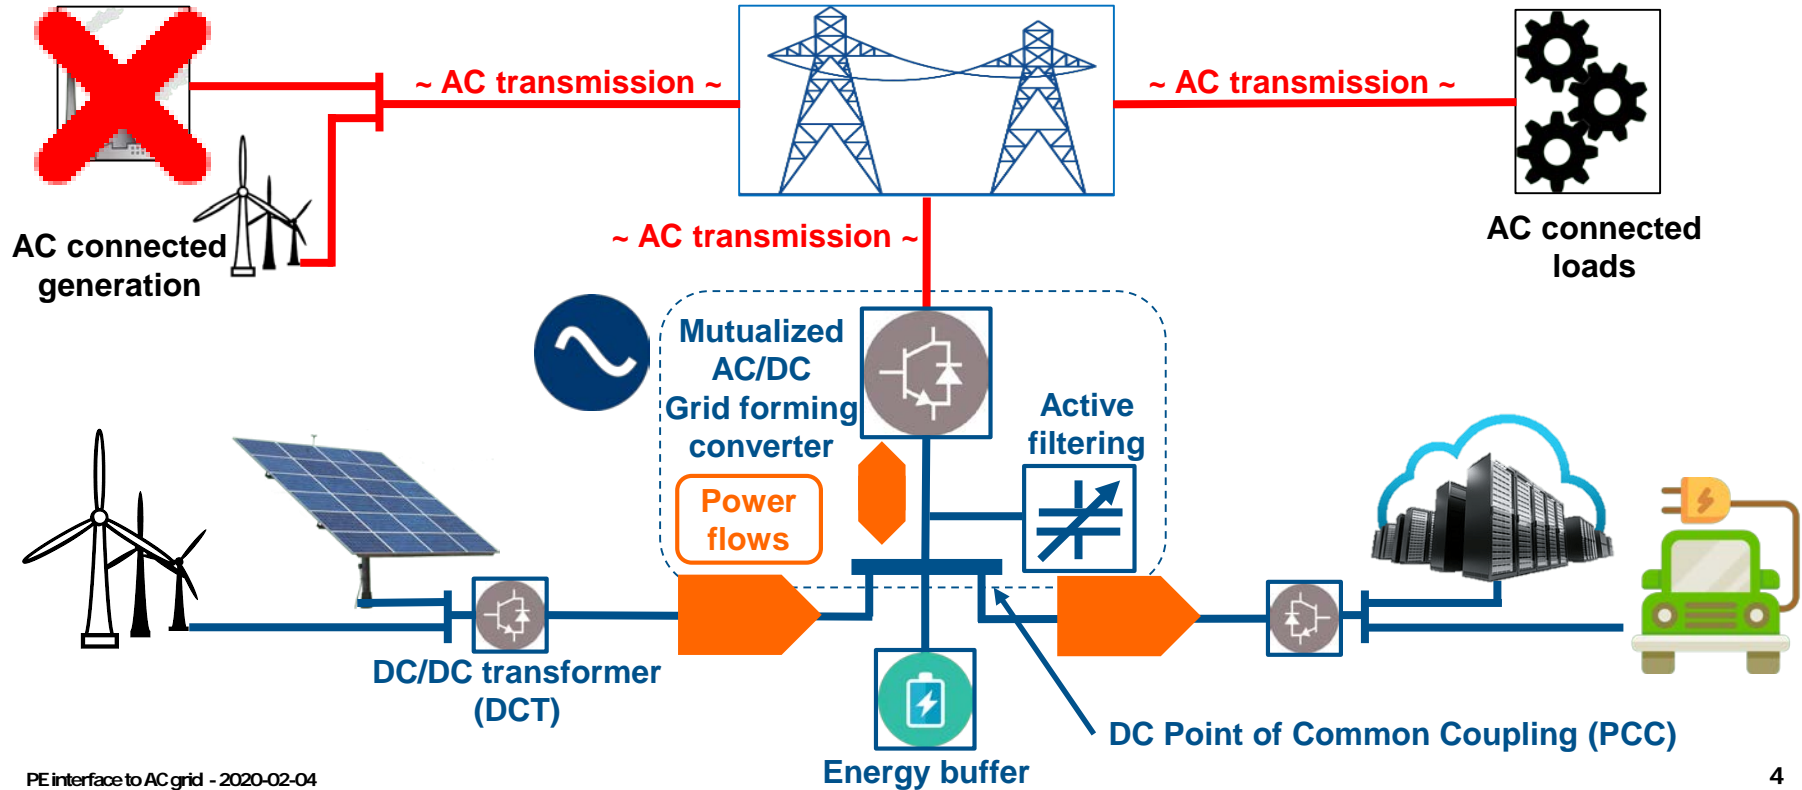 ~ AC transmission ~
~ AC transmission ~
AC connected
generation
~ AC transmission ~
AC connected
loads
Mutualized
AC/DC
Grid forming
converter
Active
filtering
Power
flows
DC/DC transformer
(DCT)
DC Point of Common Coupling (PCC)
Energy buffer
PE interface to AC grid - 2020-02-04
4